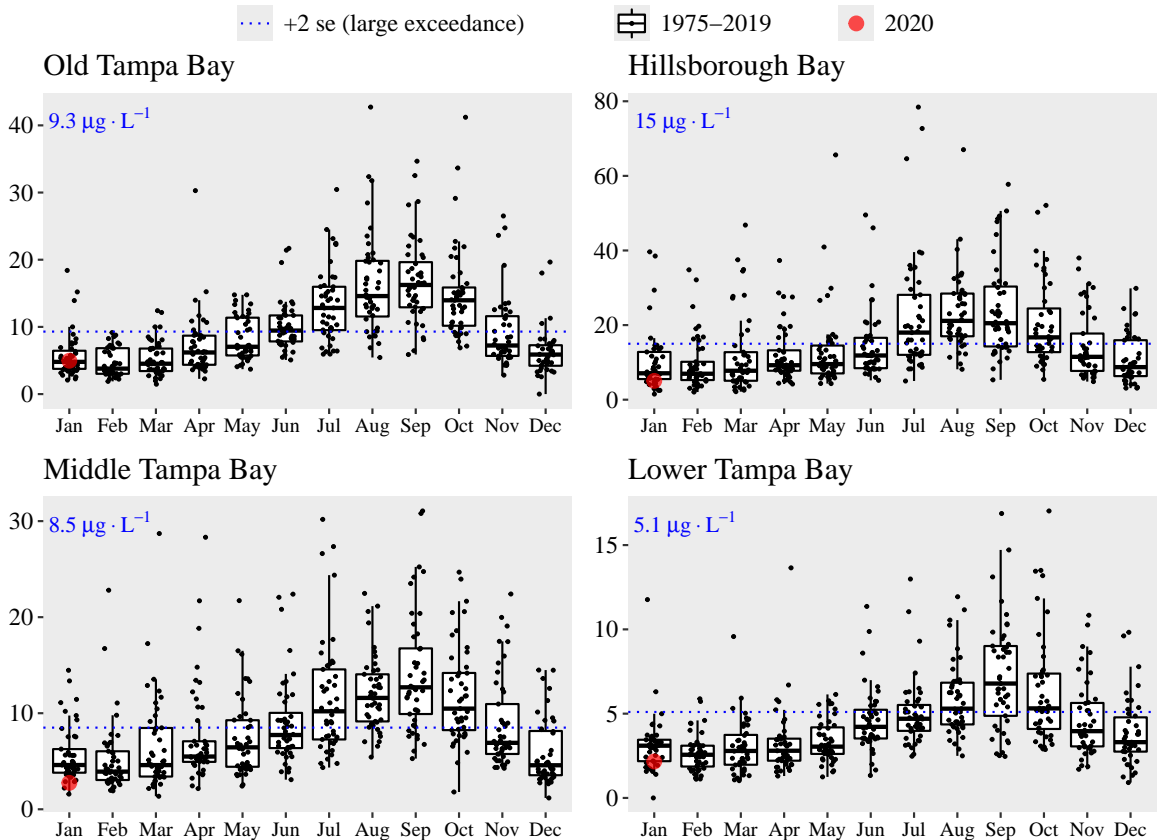 +2 se (large exceedance) 1975–2019 2020
Old Tampa Bay
9.3 μg · L⁻¹
40
30
20
10
0
Jan Feb Mar Apr May Jun Jul Aug Sep Oct Nov Dec
Hillsborough Bay
15 μg · L⁻¹
80
60
40
20
0
Jan Feb Mar Apr May Jun Jul Aug Sep Oct Nov Dec
Middle Tampa Bay
8.5 μg · L⁻¹
30
20
10
0
Jan Feb Mar Apr May Jun Jul Aug Sep Oct Nov Dec
Lower Tampa Bay
5.1 μg · L⁻¹
15
10
5
0
Jan Feb Mar Apr May Jun Jul Aug Sep Oct Nov Dec